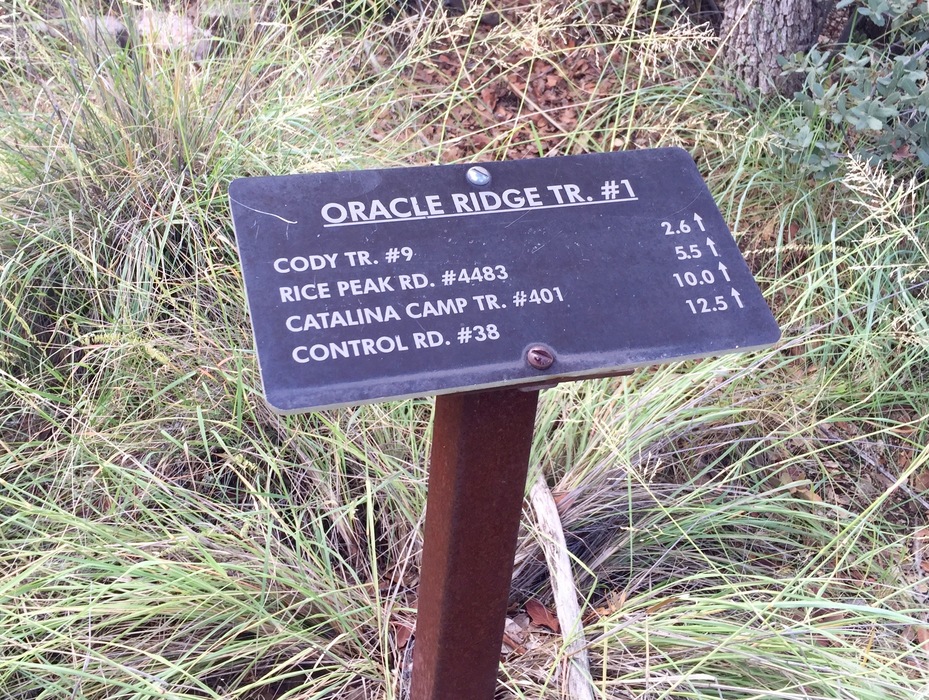 ORACLE RIDGE TR. #1
CODY TR. #9 2.6↑
RICE PEAK RD. #4483 5.5↑
CATALINA CAMP TR. #401 10.0↑
CONTROL RD. #38 12.5↑